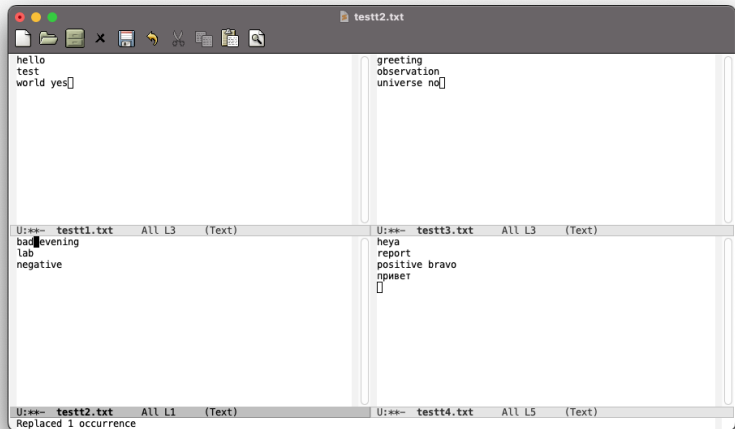 testt2.txt
hello
test
world yes
U:**-  testt1.txt     All L3     (Text)
greeting
observation
universe no
U:**-  testt3.txt     All L3     (Text)
bad evening
lab
negative
U:**-  testt2.txt     All L1     (Text)
heya
report
positive bravo
привет
U:**-  testt4.txt     All L5     (Text)
Replaced 1 occurrence